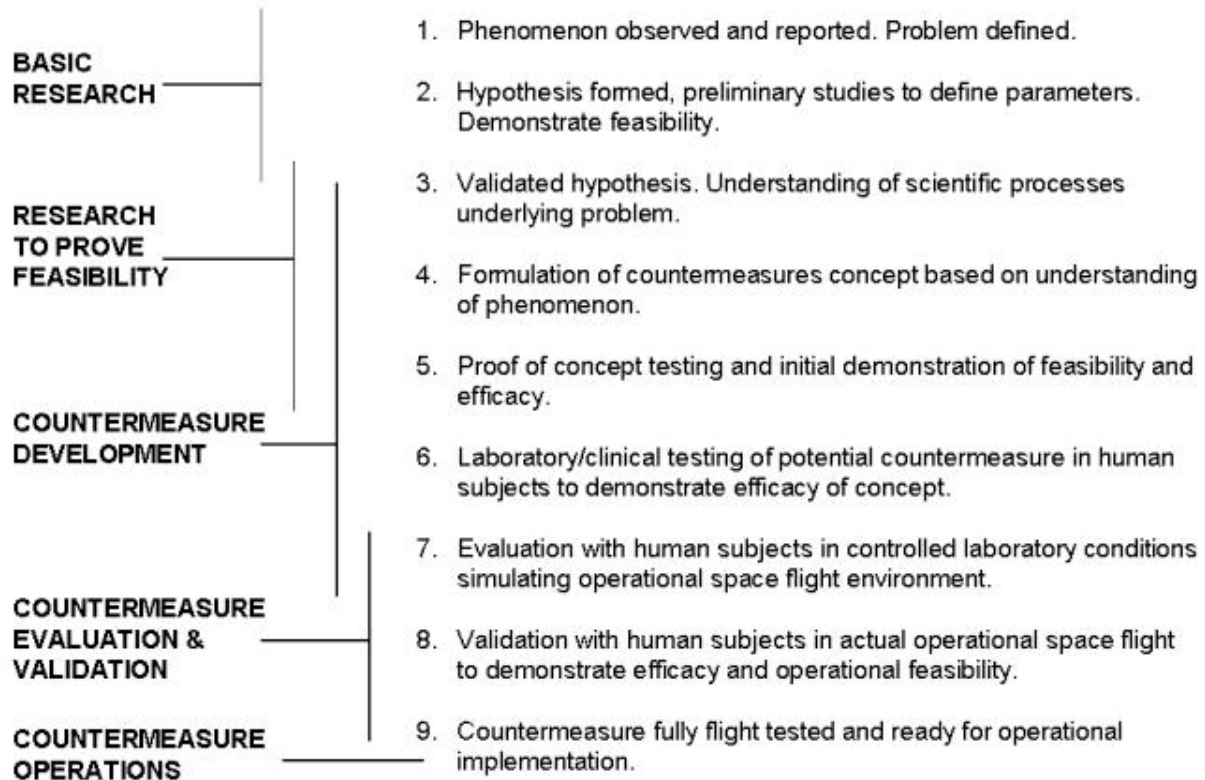 BASIC
RESEARCH
RESEARCH
TO PROVE
FEASIBILITY
COUNTERMEASURE
DEVELOPMENT
COUNTERMEASURE
EVALUATION &
VALIDATION
COUNTERMEASURE
OPERATIONS
1. Phenomenon observed and reported. Problem defined.
2. Hypothesis formed, preliminary studies to define parameters.
Demonstrate feasibility.
3. Validated hypothesis. Understanding of scientific processes
underlying problem.
4. Formulation of countermeasures concept based on understanding
of phenomenon.
5. Proof of concept testing and initial demonstration of feasibility and
efficacy.
6. Laboratory/clinical testing of potential countermeasure in human
subjects to demonstrate efficacy of concept.
7. Evaluation with human subjects in controlled laboratory conditions
simulating operational space flight environment.
8. Validation with human subjects in actual operational space flight
to demonstrate efficacy and operational feasibility.
9. Countermeasure fully flight tested and ready for operational
implementation.